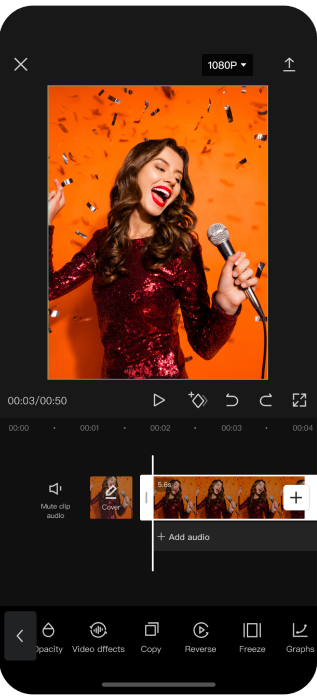 1080P
00:03/00:50
00:00 00:01 00:02 00:03 00:04
5.6s
Mute clip
audio
Cover
+ Add audio
Opacity Video dffects Copy Reverse Freeze Graphs